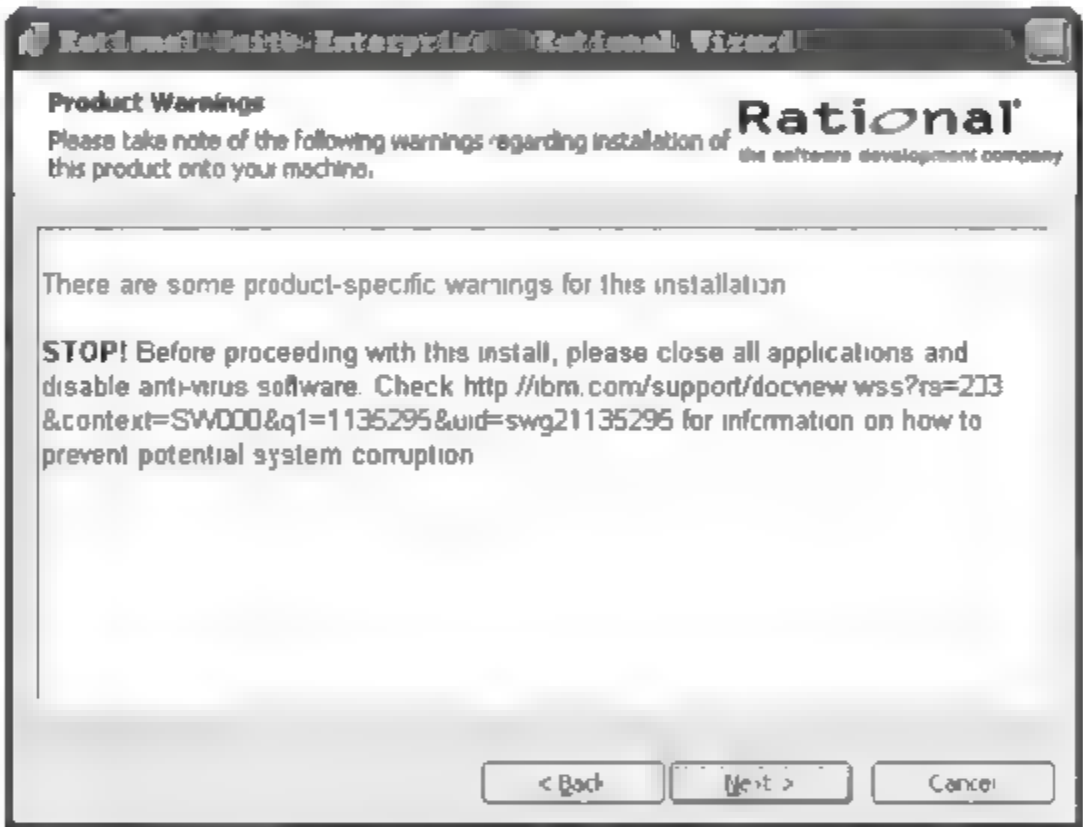 Rational Suite Enterprise Rational Wizard
Product Warnings
Please take note of the following warnings regarding installation of
this product onto your machine.
Rational
the software development company
There are some product-specific warnings for this installation
STOP! Before proceeding with this install, please close all applications and
disable anti-virus software. Check http://ibm.com/support/docview.wss?rs=203
&context=SW000&q1=1135295&uid=swg21135295 for information on how to
prevent potential system corruption
< Back
Next >
Cancel